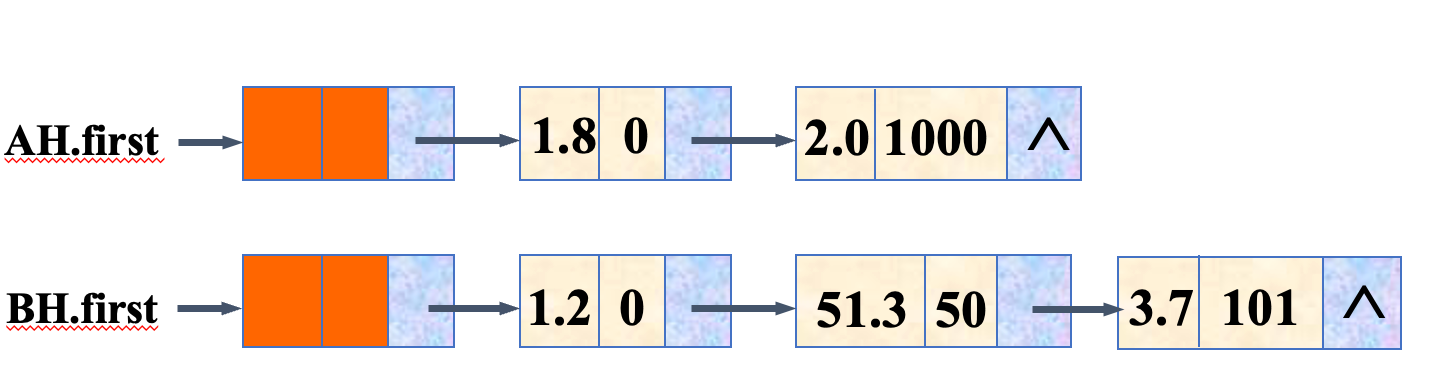 AH.first 1.8 0 2.0 1000 ∧
BH.first 1.2 0 51.3 50 3.7 101 ∧